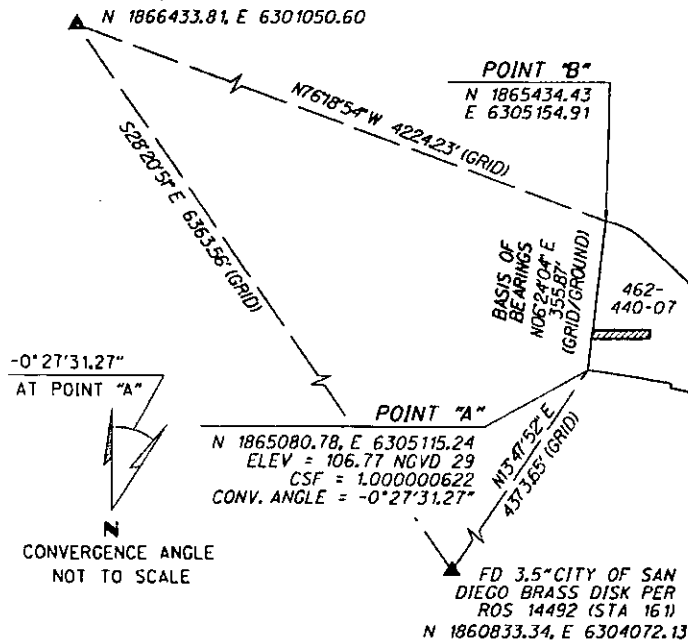 N 1866433.81, E 6301050.60
POINT "B"
N 1865434.43
E 6305154.91
N76°18'54"W 4224.23' (GRID)
S28°20'51" E 6363.56' (GRID)
BASIS OF
BEARINGS
N06°24'04" E
355.87'
(GRID/GROUND)
462-
440-07
-0°27'31.27"
AT POINT "A"
POINT "A"
N 1865080.78, E 6305115.24
ELEV = 106.77 NGVD 29
CSF = 1.000000622
CONV. ANGLE = -0°27'31.27"
N13°47'52" E
4373.65' (GRID)
N
CONVERGENCE ANGLE
NOT TO SCALE
FD 3.5" CITY OF SAN
DIEGO BRASS DISK PER
ROS 14492 (STA 161)
N 1860833.34, E 6304072.13